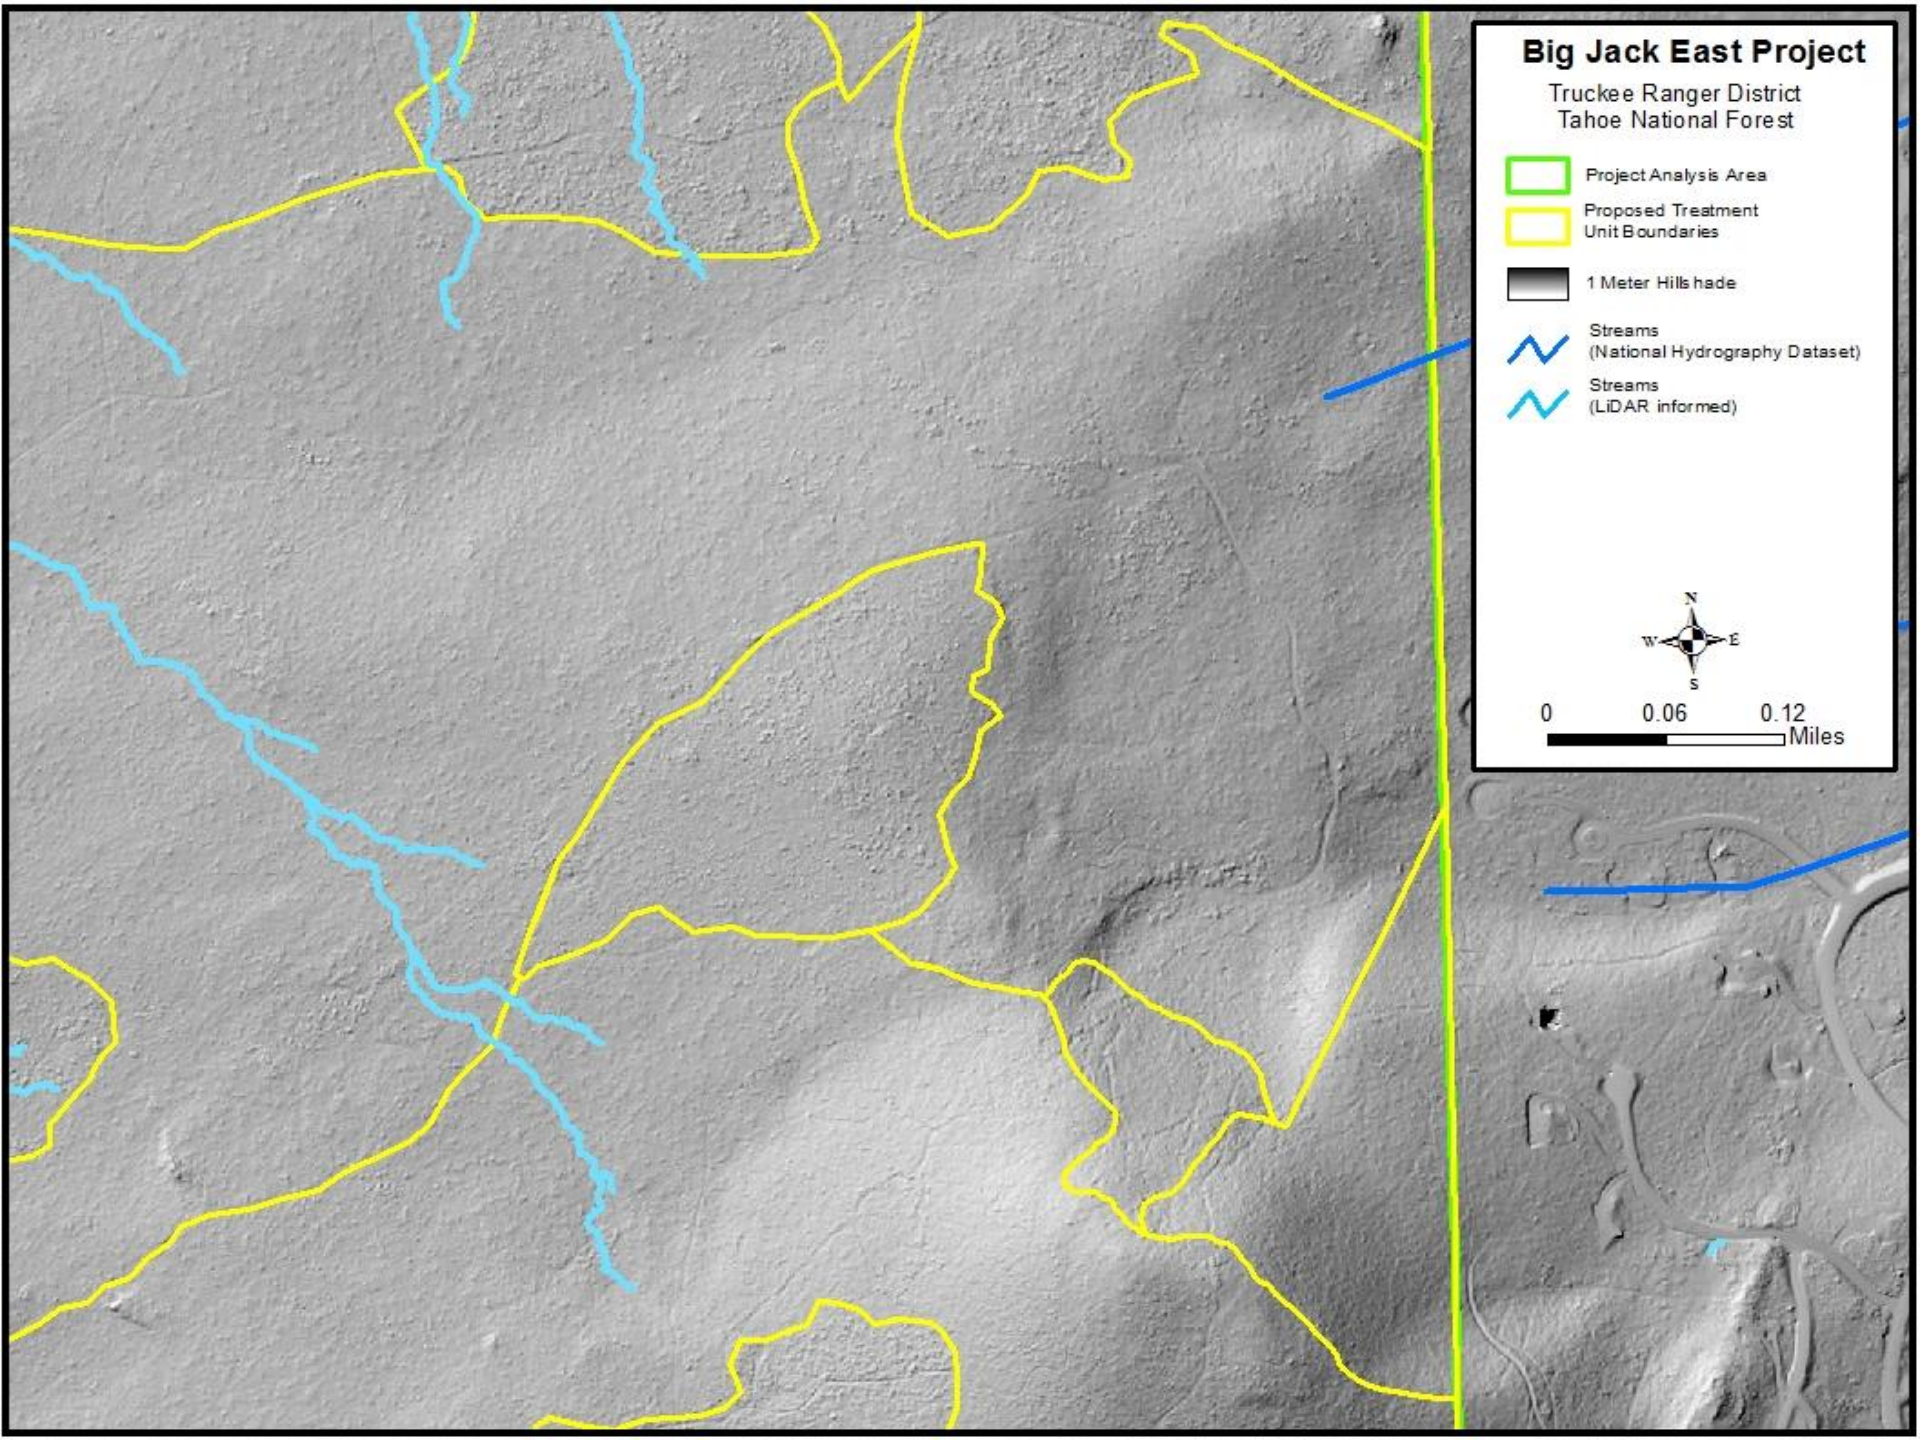 Big Jack East Project
Truckee Ranger District
Tahoe National Forest
Project Analysis Area
Proposed Treatment
Unit Boundaries
1 Meter Hillshade
Streams
(National Hydrography Dataset)
Streams
(LiDAR informed)
N
W E
S
0 0.06 0.12
Miles